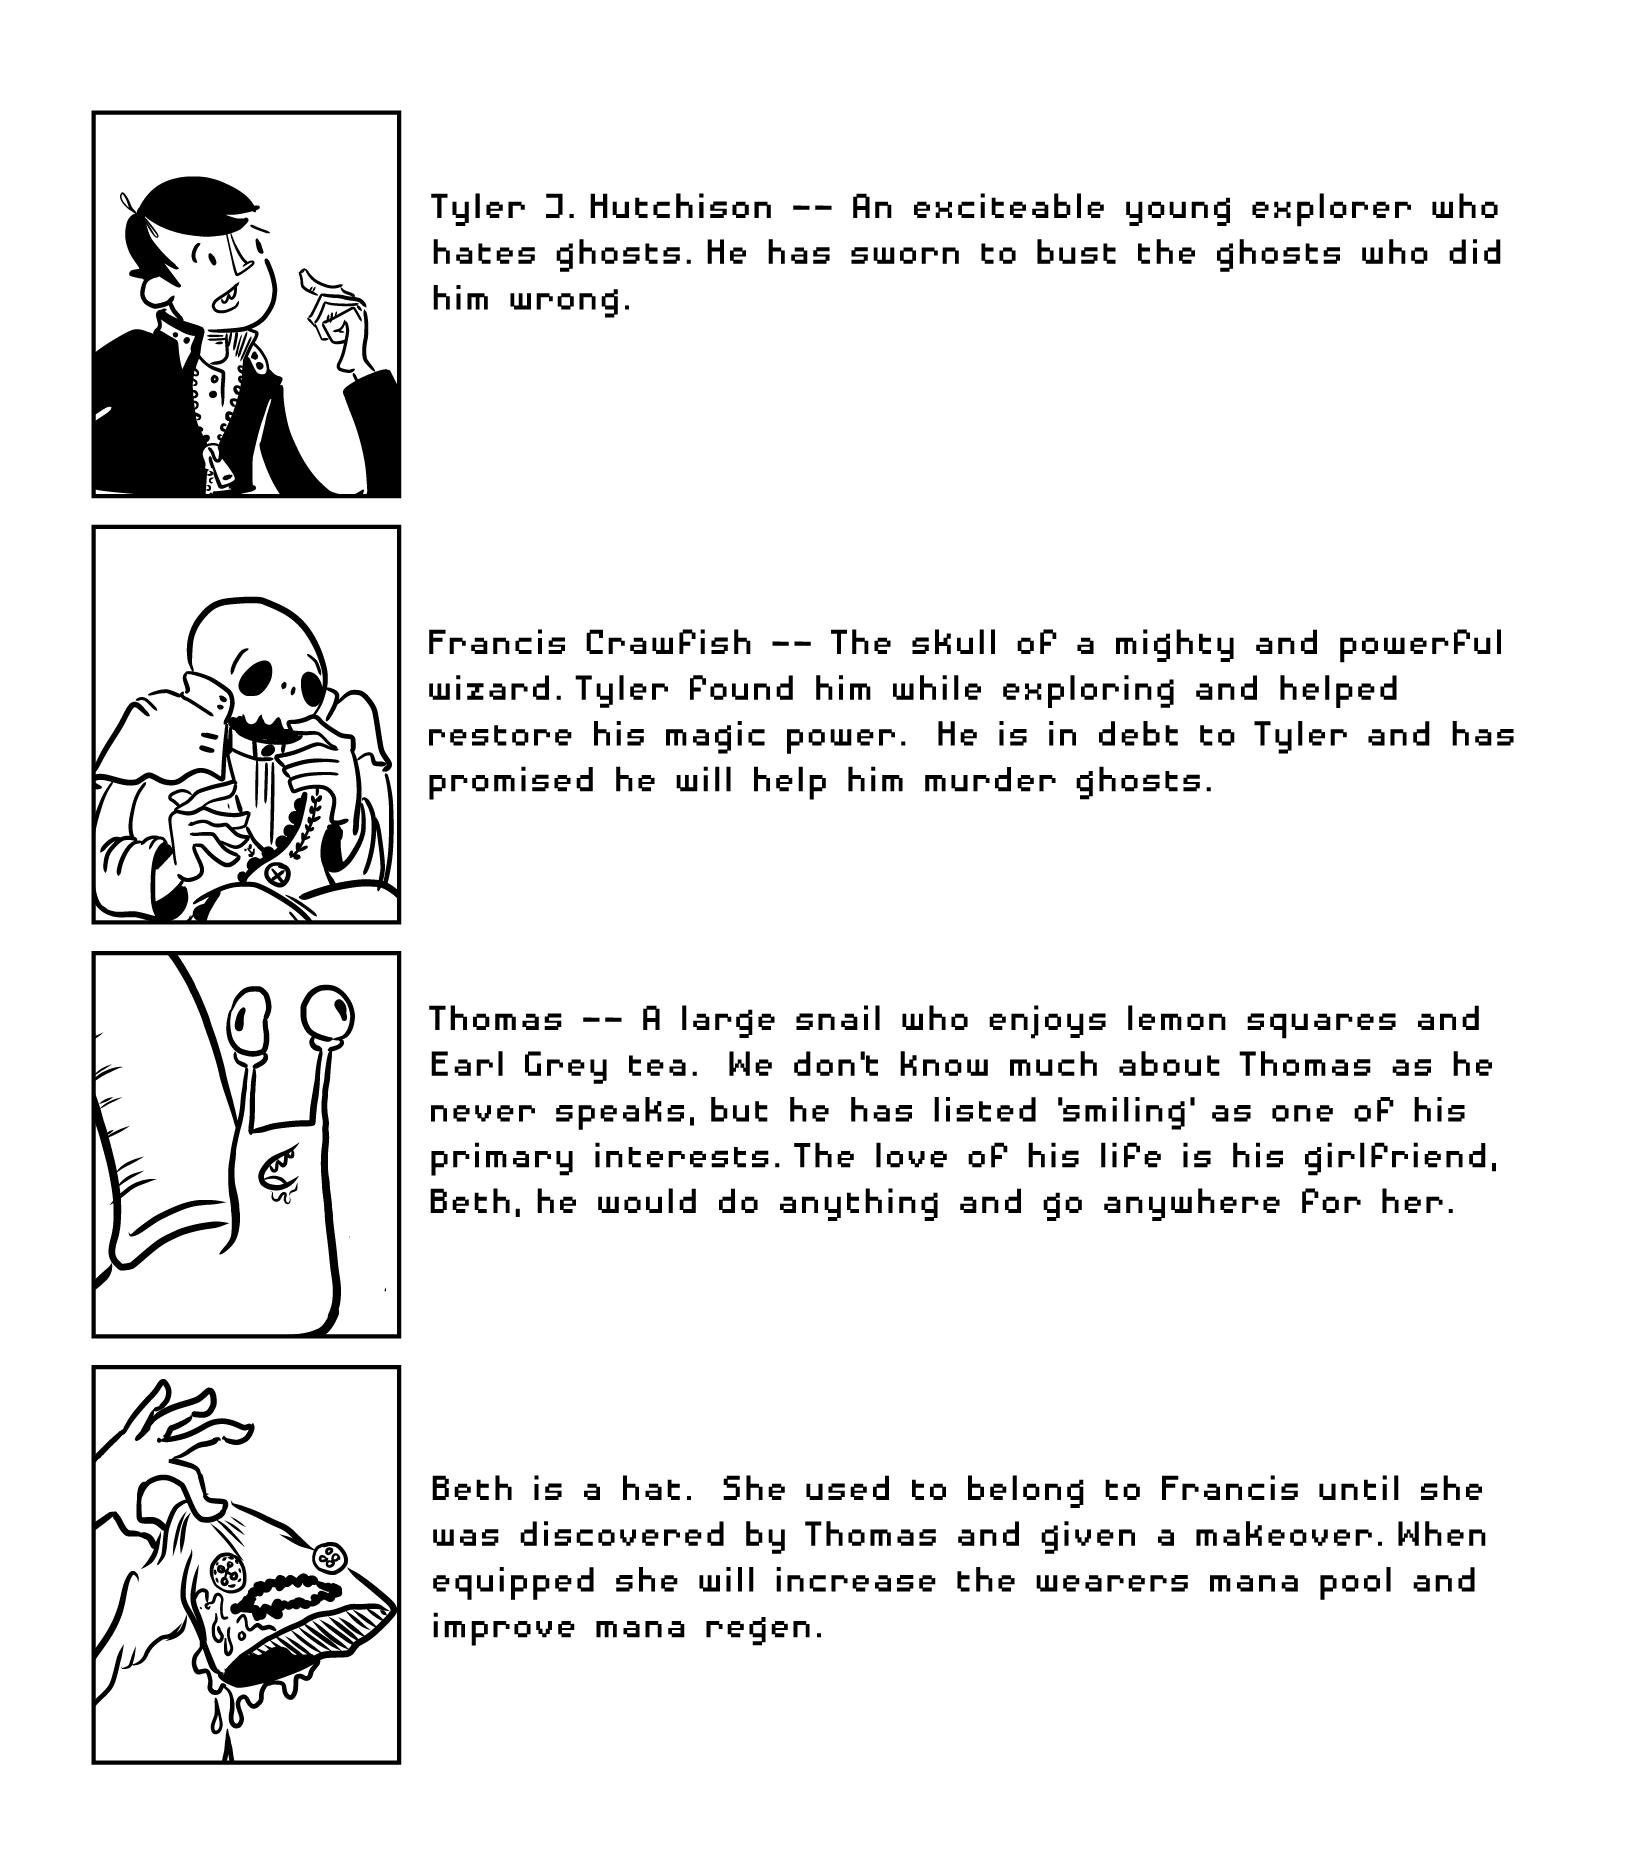 Tyler J. Hutchison -- An exciteable young explorer who
hates ghosts. He has sworn to bust the ghosts who did
him wrong.
Francis Crawfish -- The skull of a mighty and powerful
wizard. Tyler found him while exploring and helped
restore his magic power.  He is in debt to Tyler and has
promised he will help him murder ghosts.
Thomas -- A large snail who enjoys lemon squares and
Earl Grey tea.  We don't know much about Thomas as he
never speaks, but he has listed 'smiling' as one of his
primary interests. The love of his life is his girlfriend,
Beth, he would do anything and go anywhere for her.
Beth is a hat.  She used to belong to Francis until she
was discovered by Thomas and given a makeover. When
equipped she will increase the wearers mana pool and
improve mana regen.